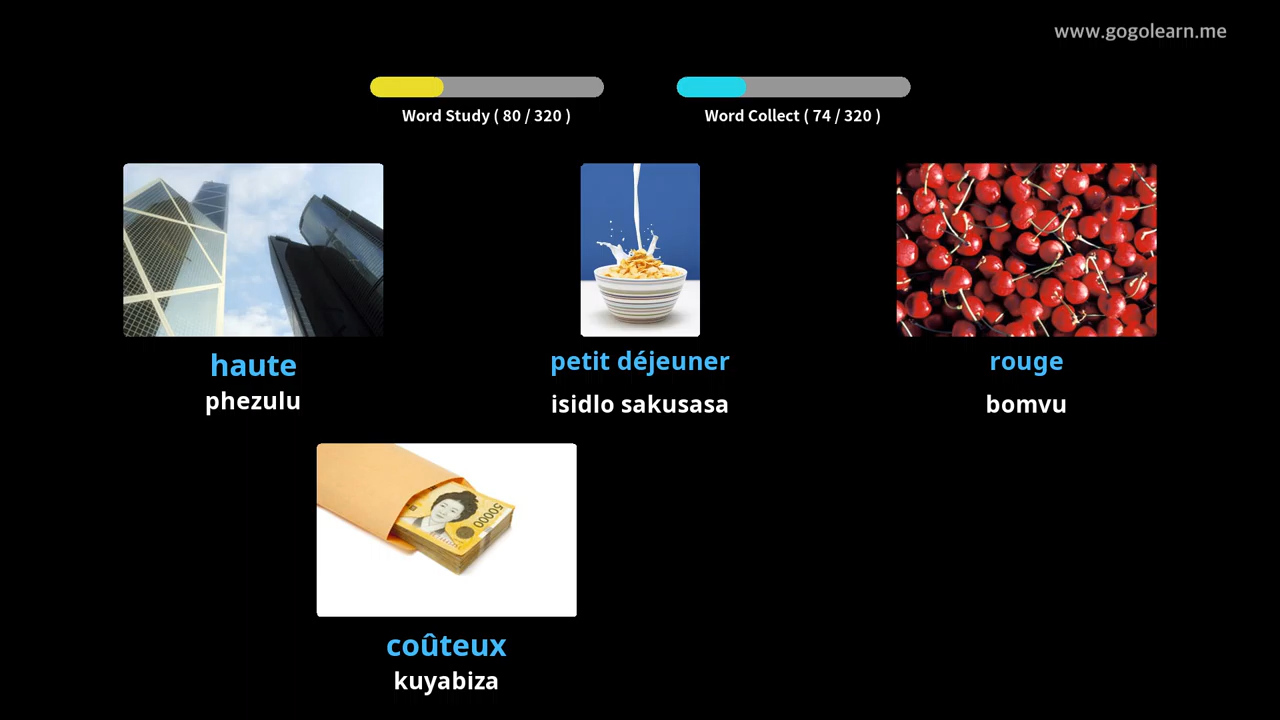 www.gogolearn.me
Word Study ( 80 / 320 )
Word Collect ( 74 / 320 )
haute
phezulu
petit déjeuner
isidlo sakusasa
rouge
bomvu
50000
coûteux
kuyabiza